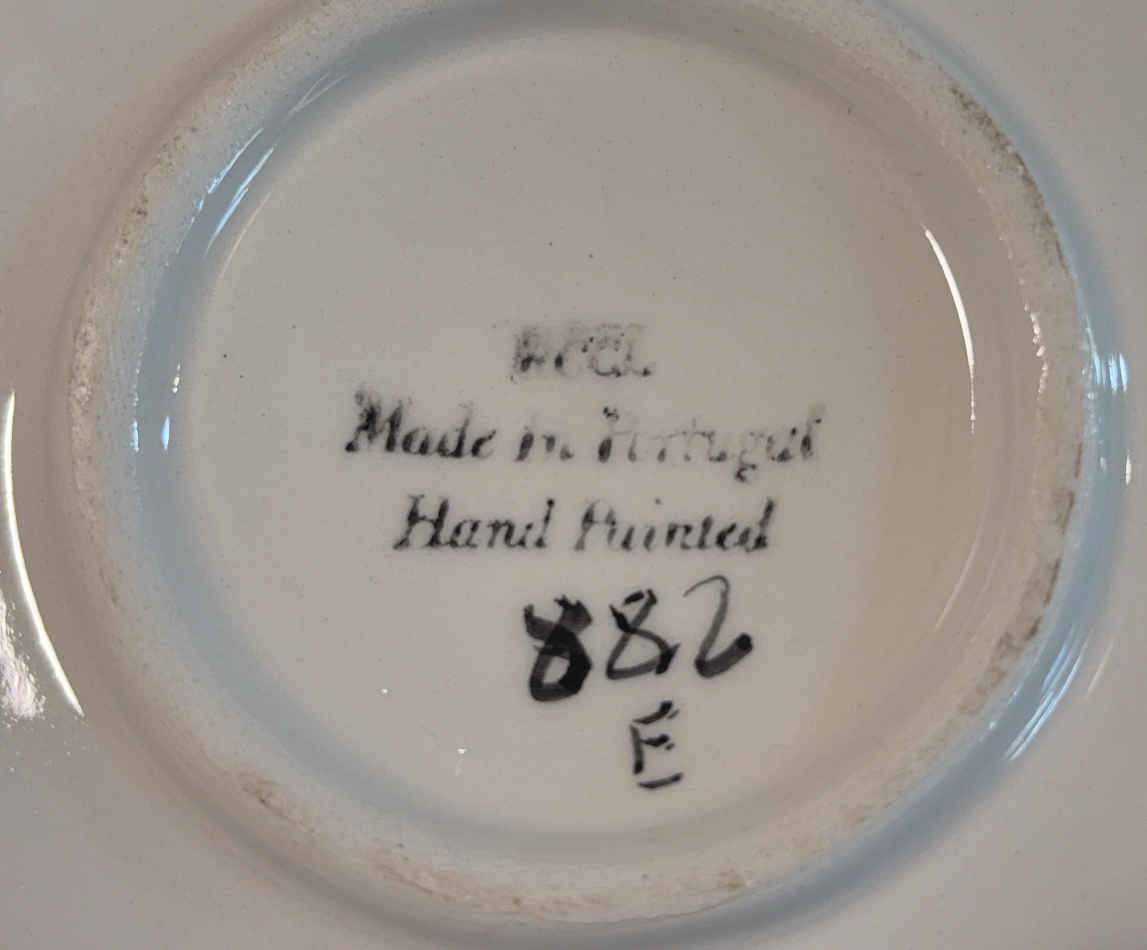 Made in Portugal
Hand Painted
882
E